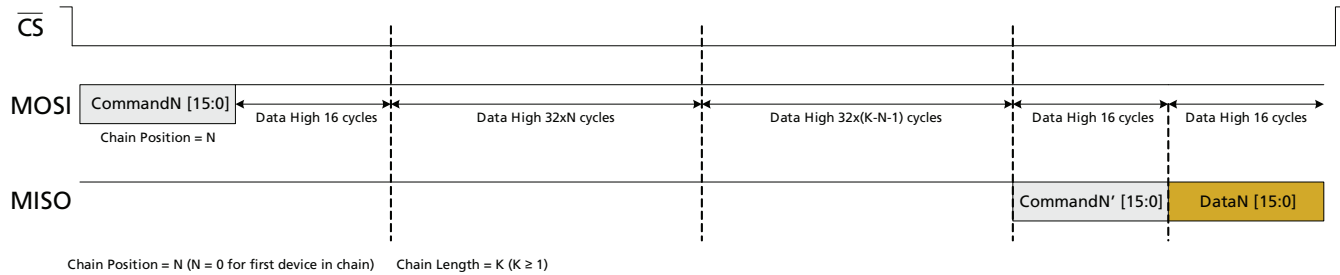 CS
MOSI
CommandN [15:0]
Data High 16 cycles
Data High 32xN cycles
Data High 32x(K-N-1) cycles
Data High 16 cycles
Data High 16 cycles
Chain Position = N
MISO
CommandN’ [15:0]
DataN [15:0]
Chain Position = N (N = 0 for first device in chain)
Chain Length = K (K ≥ 1)